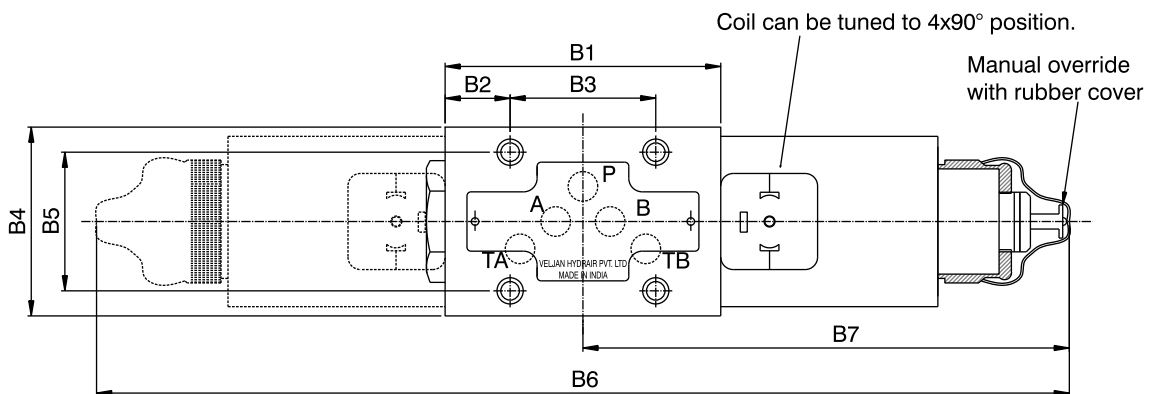 Coil can be tuned to 4x90° position.
B1
Manual override
with rubber cover
B2
B3
P
A
B
B4
B5
TA
VELJAN HYDRAIR PVT. LTD
TB
MADE IN INDIA
B7
B6